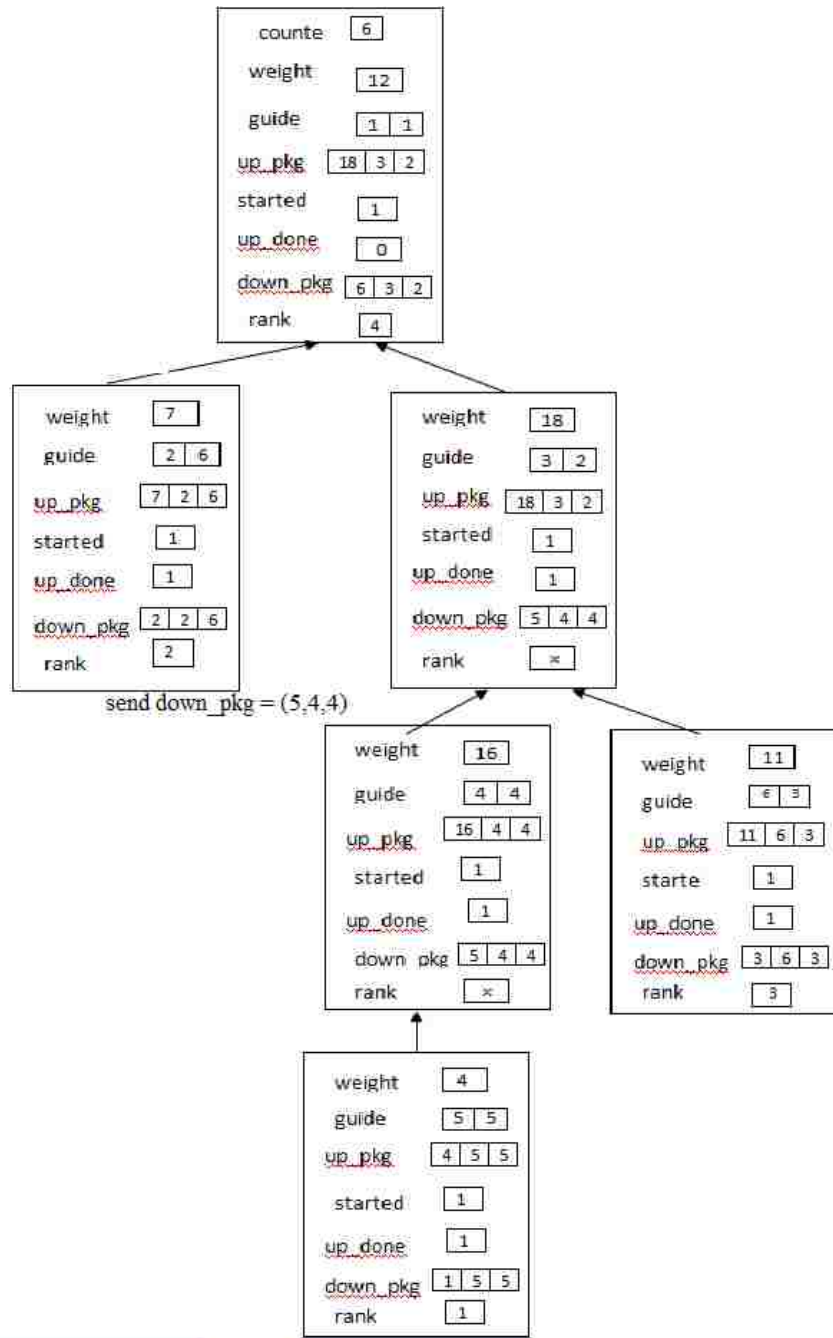 counte 6
weight 12
guide 1 1
up_pkg 18 3 2
started 1
up_done 0
down_pkg 6 3 2
rank 4
weight 7
guide 2 6
up_pkg 7 2 6
started 1
up_done 1
down_pkg 2 2 6
rank 2
weight 18
guide 3 2
up_pkg 18 3 2
started 1
up_done 1
down_pkg 5 4 4
rank ×
send down_pkg = (5,4,4)
weight 16
guide 4 4
up_pkg 16 4 4
started 1
up_done 1
down pkg 5 4 4
rank ×
weight 11
guide 6 3
up_pkg 11 6 3
starte 1
up_done 1
down_pkg 3 6 3
rank 3
weight 4
guide 5 5
up_pkg 4 5 5
started 1
up_done 1
down_pkg 1 5 5
rank 1